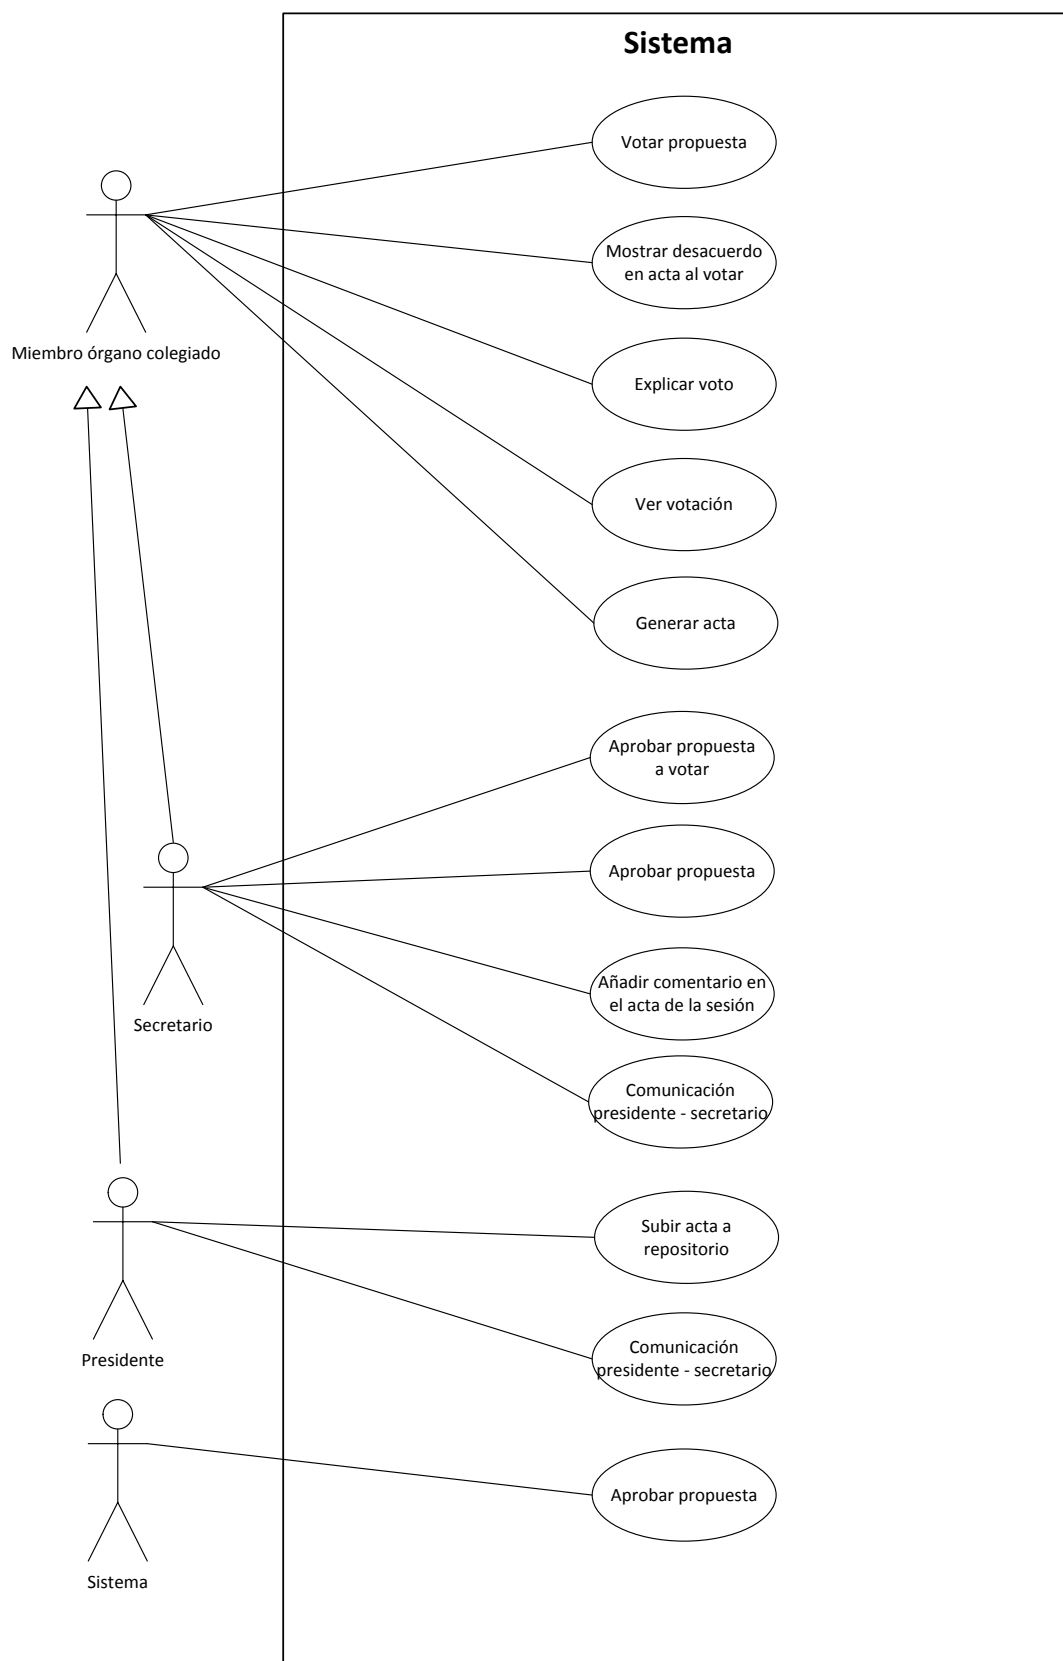 Sistema
Votar propuesta
Mostrar desacuerdo
en acta al votar
Miembro órgano colegiado
Explicar voto
Ver votación
Generar acta
Aprobar propuesta
a votar
Aprobar propuesta
Añadir comentario en
el acta de la sesión
Secretario
Comunicación
presidente - secretario
Subir acta a
repositorio
Presidente
Comunicación
presidente - secretario
Aprobar propuesta
Sistema